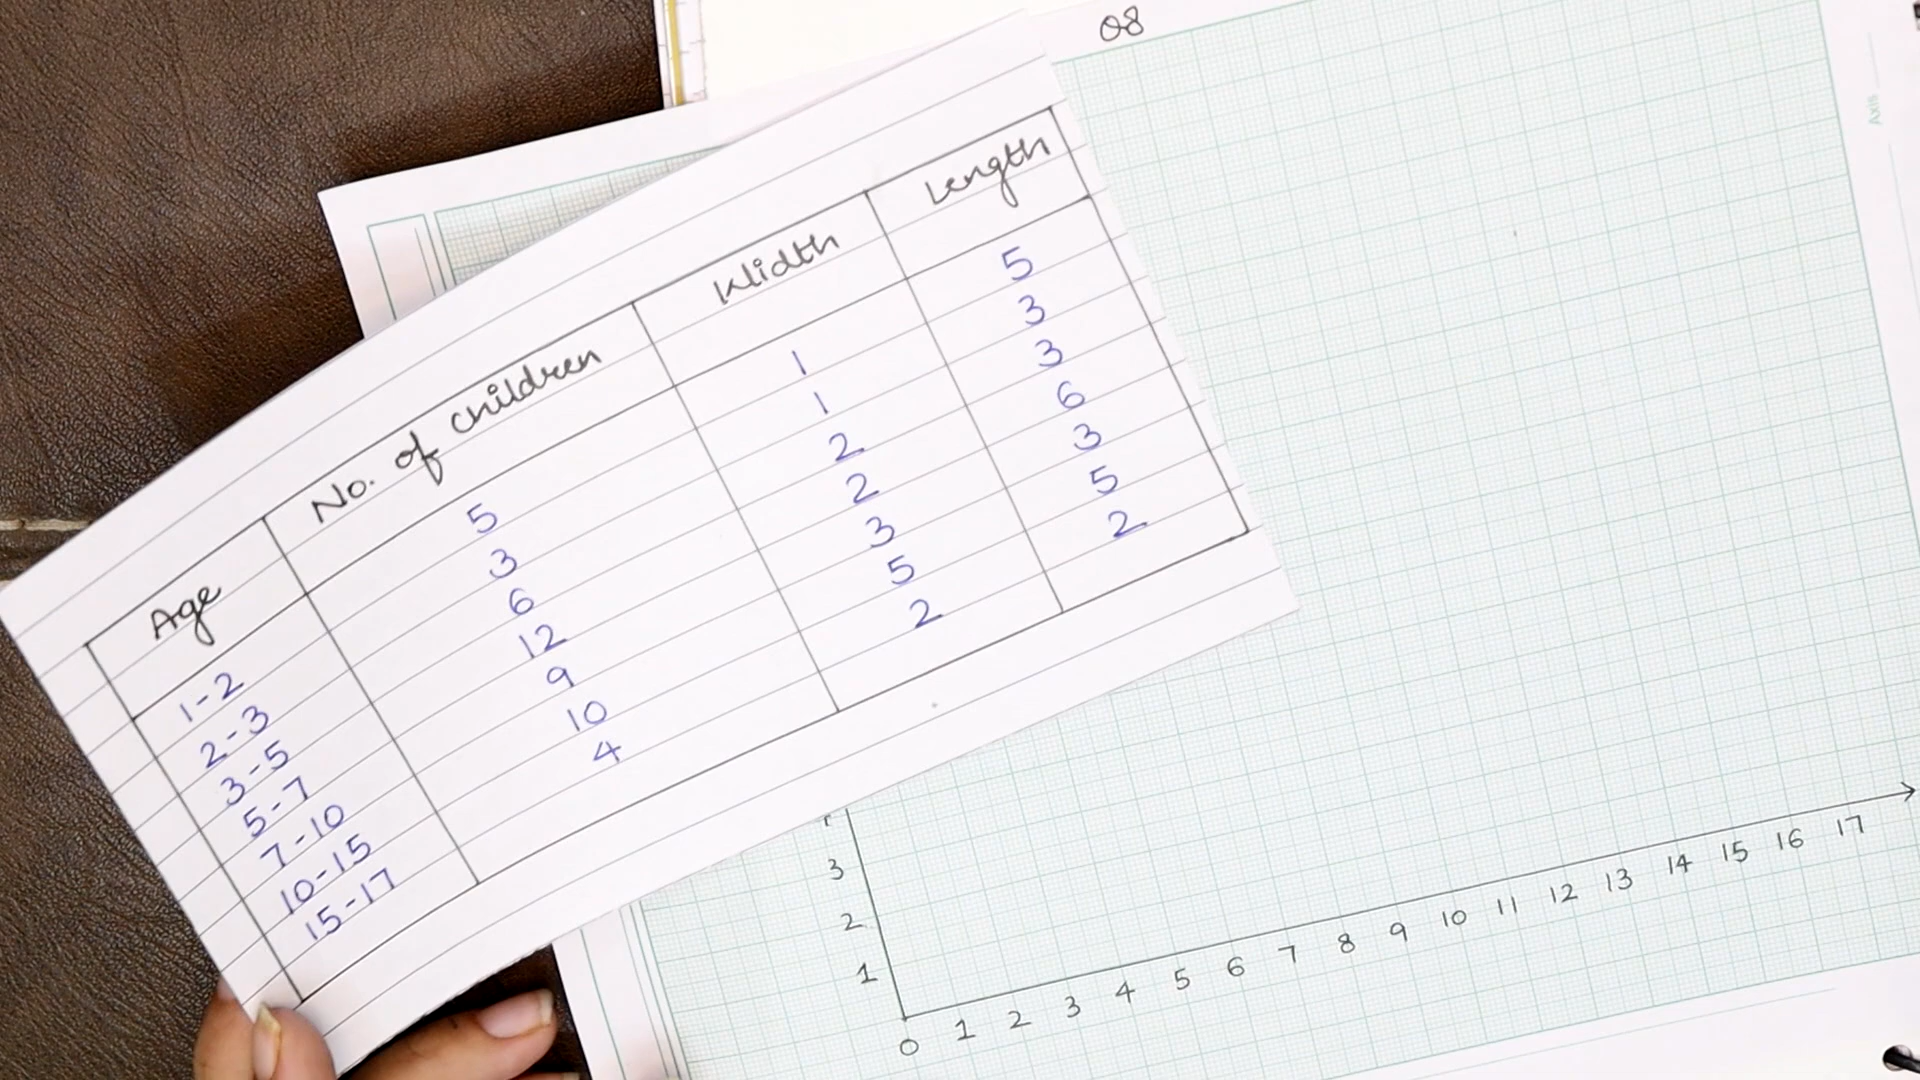 08
Age No. of children Width Length
1-2 5 1 5
2-3 3 1 3
3-5 6 2 3
5-7 12 2 6
7-10 9 3 3
10-15 10 5 5
15-17 4 2 2
3
2
1
0 1 2 3 4 5 6 7 8 9 10 11 12 13 14 15 16 17